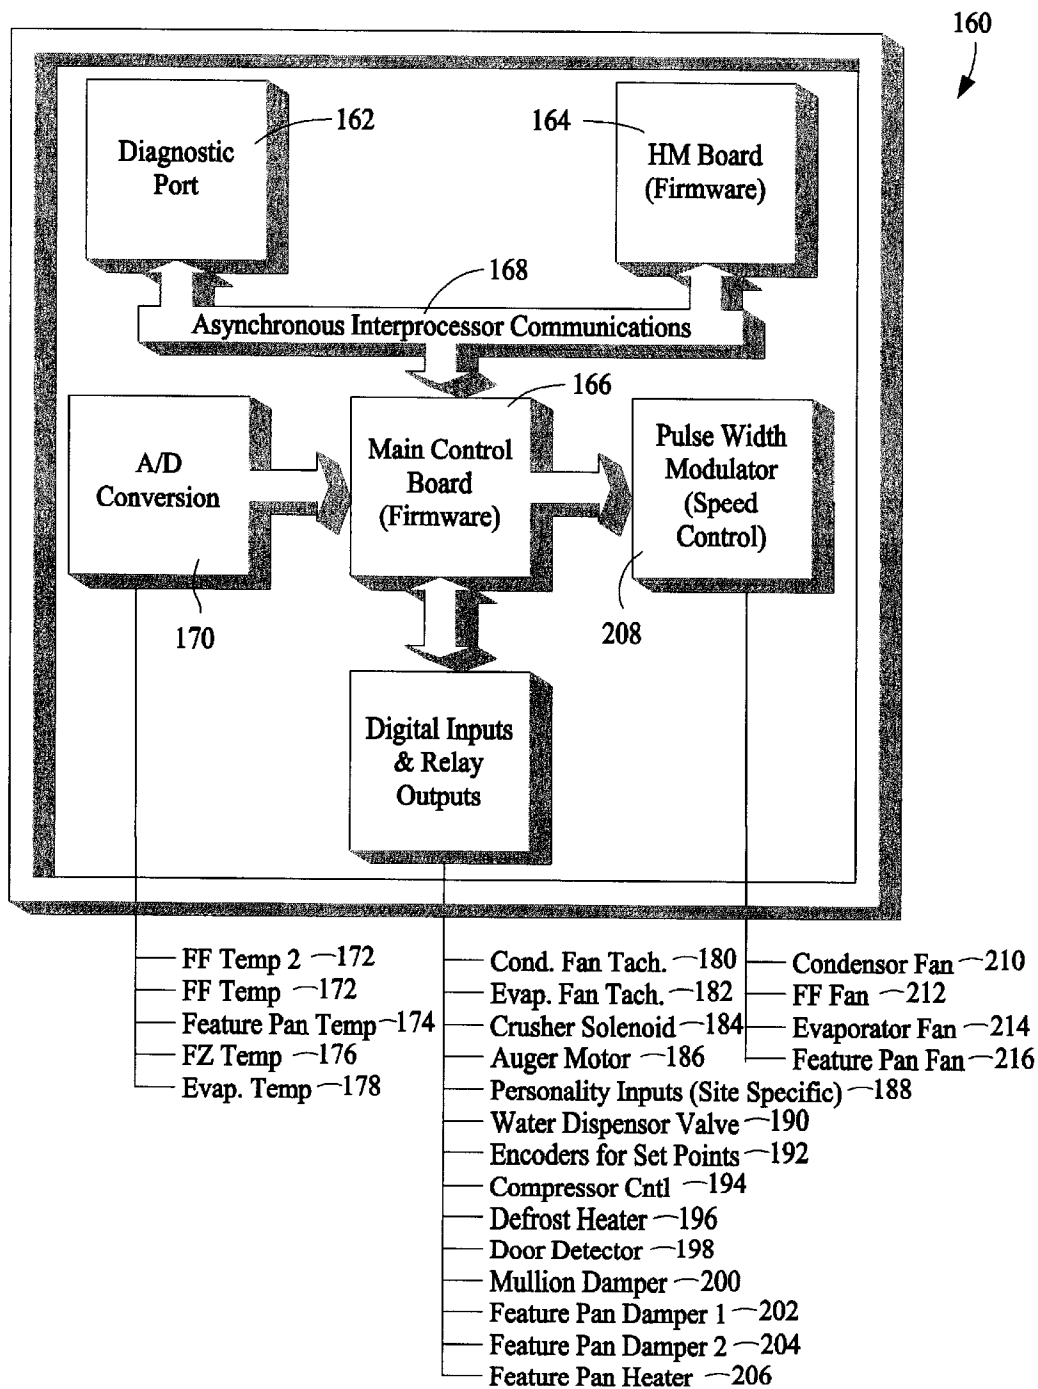 160
Diagnostic
Port
162
164
HM Board
(Firmware)
168
Asynchronous Interprocessor Communications
A/D
Conversion
170
166
Main Control
Board
(Firmware)
Pulse Width
Modulator
(Speed
Control)
208
Digital Inputs
& Relay
Outputs
FF Temp 2 172
FF Temp 172
Feature Pan Temp 174
FZ Temp 176
Evap. Temp 178
Cond. Fan Tach. 180
Evap. Fan Tach. 182
Crusher Solenoid 184
Auger Motor 186
Personality Inputs (Site Specific) 188
Water Dispensor Valve 190
Encoders for Set Points 192
Compressor Cntl 194
Defrost Heater 196
Door Detector 198
Mullion Damper 200
Feature Pan Damper 1 202
Feature Pan Damper 2 204
Feature Pan Heater 206
Condensor Fan 210
FF Fan 212
Evaporator Fan 214
Feature Pan Fan 216